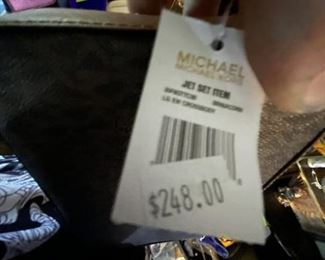 MICHAEL
MICHAEL KORS
JET SET ITEM
LG EW CROSSBODY
$248.00